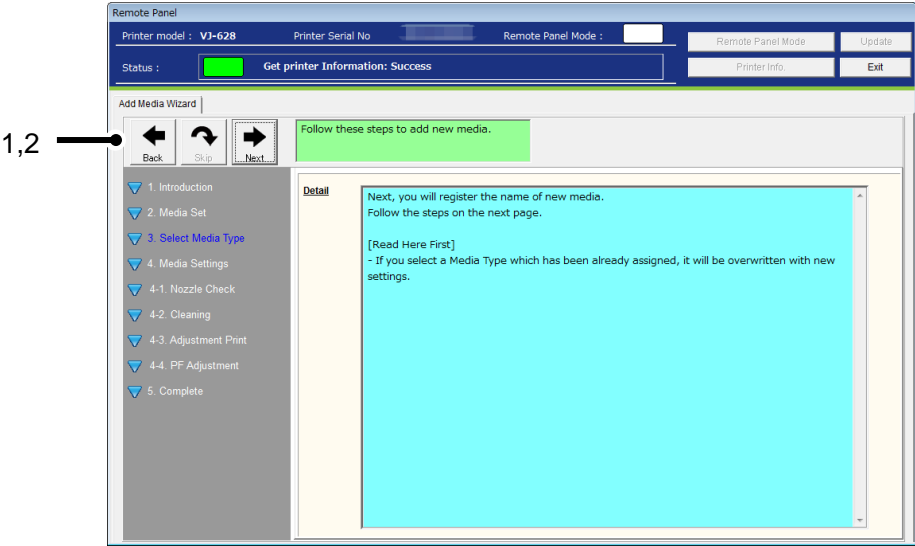 Remote Panel
Printer model : VJ-628 Printer Serial No Remote Panel Mode : Remote Panel Mode Update
Status : Get printer Information: Success Printer Info. Exit
Add Media Wizard
1,2
Back Skip Next
Follow these steps to add new media.
1. Introduction
2. Media Set
3. Select Media Type
4. Media Settings
4-1. Nozzle Check
4-2. Cleaning
4-3. Adjustment Print
4-4. PF Adjustment
5. Complete
Detail
Next, you will register the name of new media.
Follow the steps on the next page.
[Read Here First]
- If you select a Media Type which has been already assigned, it will be overwritten with new
settings.